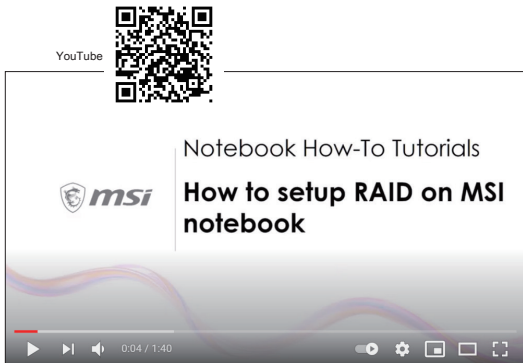 YouTube
Notebook How-To Tutorials
msi
How to setup RAID on MSI
notebook
0:04 / 1:40